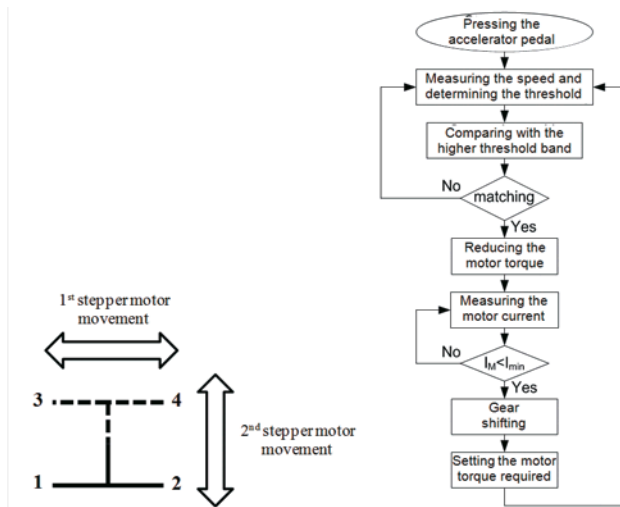 1st stepper motor
movement
3
4
1
2
2nd stepper motor
movement
Pressing the
accelerator pedal
Measuring the speed and
determining the threshold
Comparing with the
higher threshold band
No
matching
Yes
Reducing the
motor torque
Measuring the
motor current
No
IM<Imin
Yes
Gear
shifting
Setting the motor
torque required